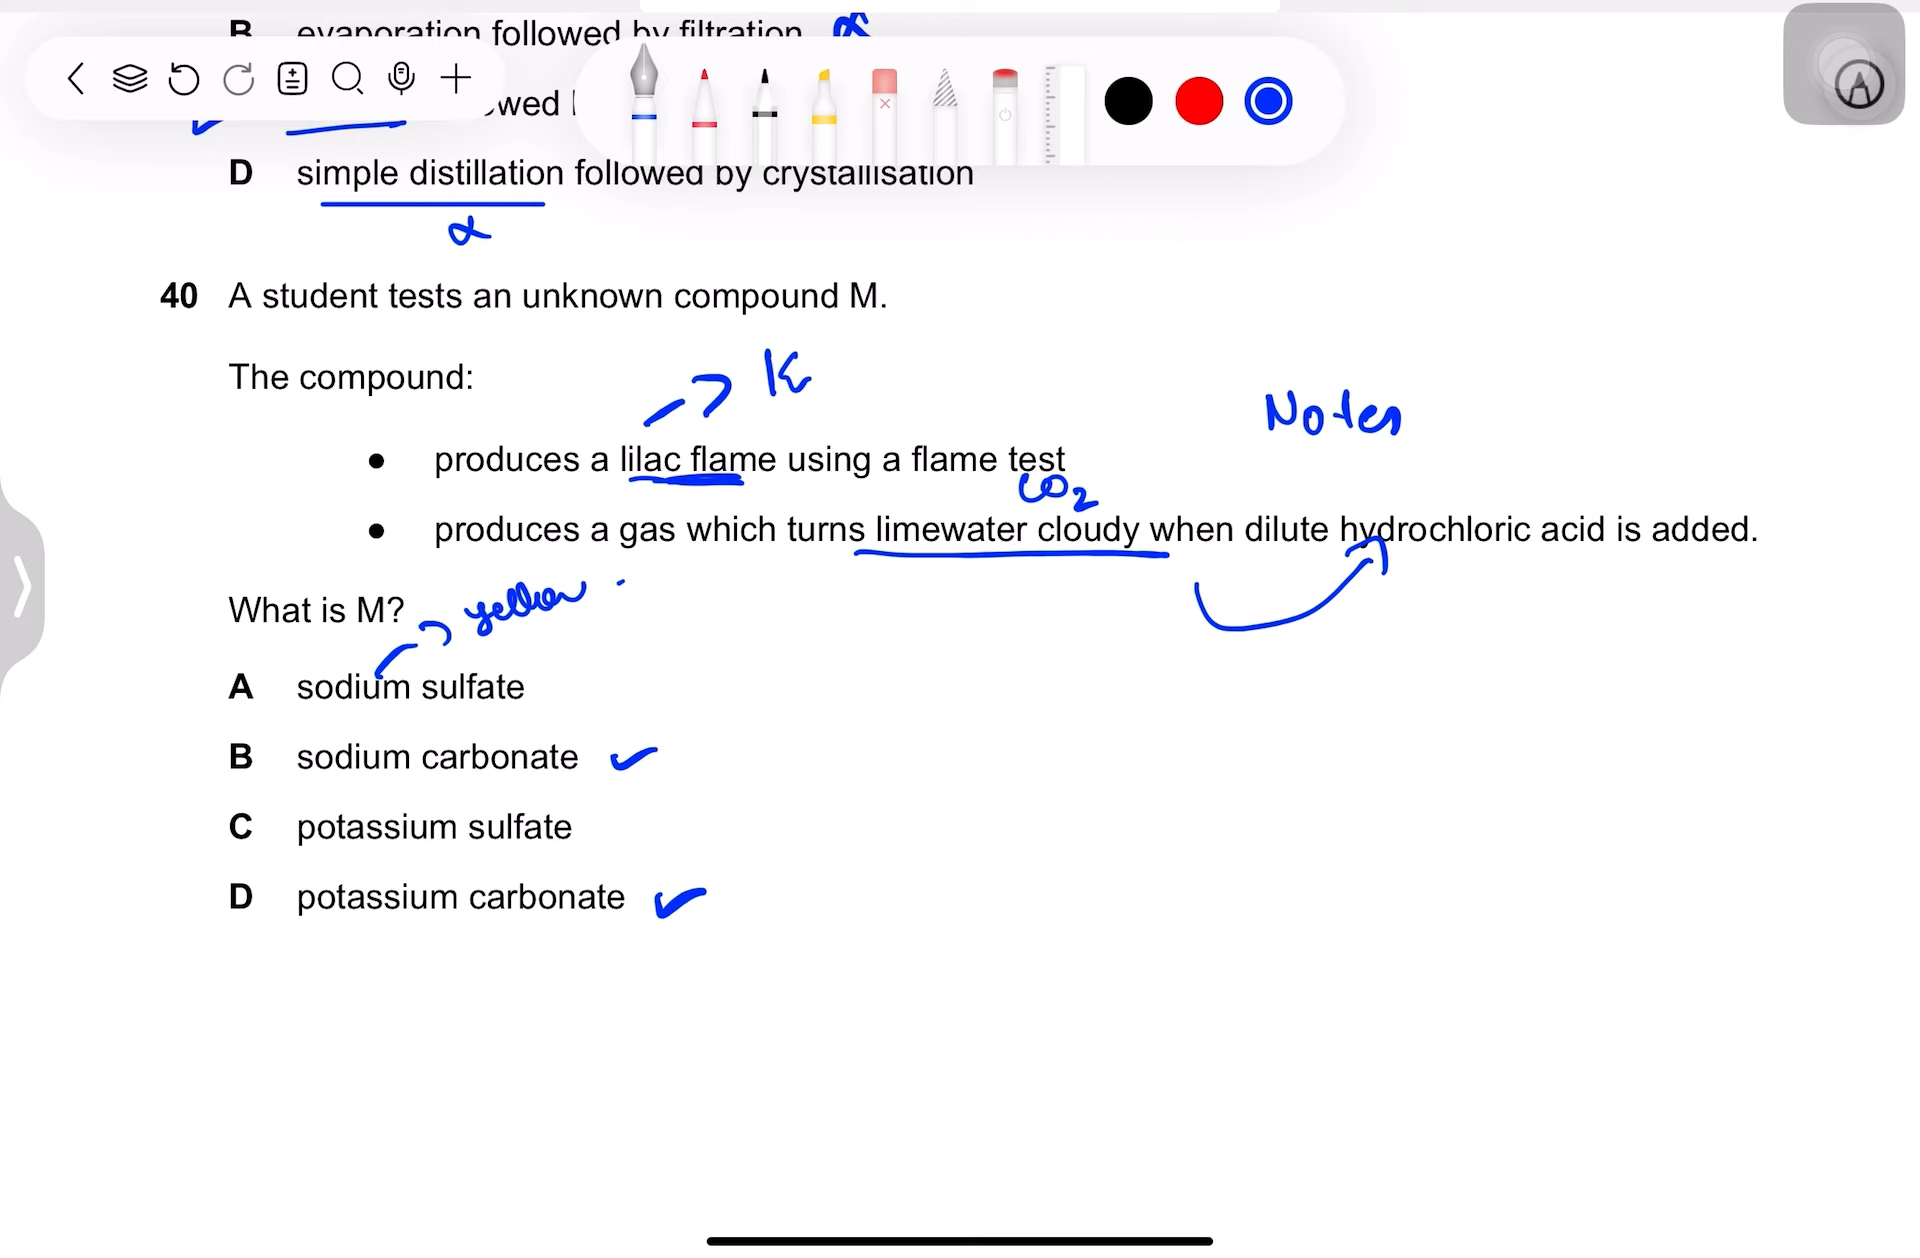 B evaporation followed by filtration
wed
D simple distillation followed by crystallisation
40 A student tests an unknown compound M.
The compound:
K
Notes
• produces a lilac flame using a flame test
CO2
• produces a gas which turns limewater cloudy when dilute hydrochloric acid is added.
What is M?
yellow
A sodium sulfate
B sodium carbonate ✓
C potassium sulfate
D potassium carbonate ✓